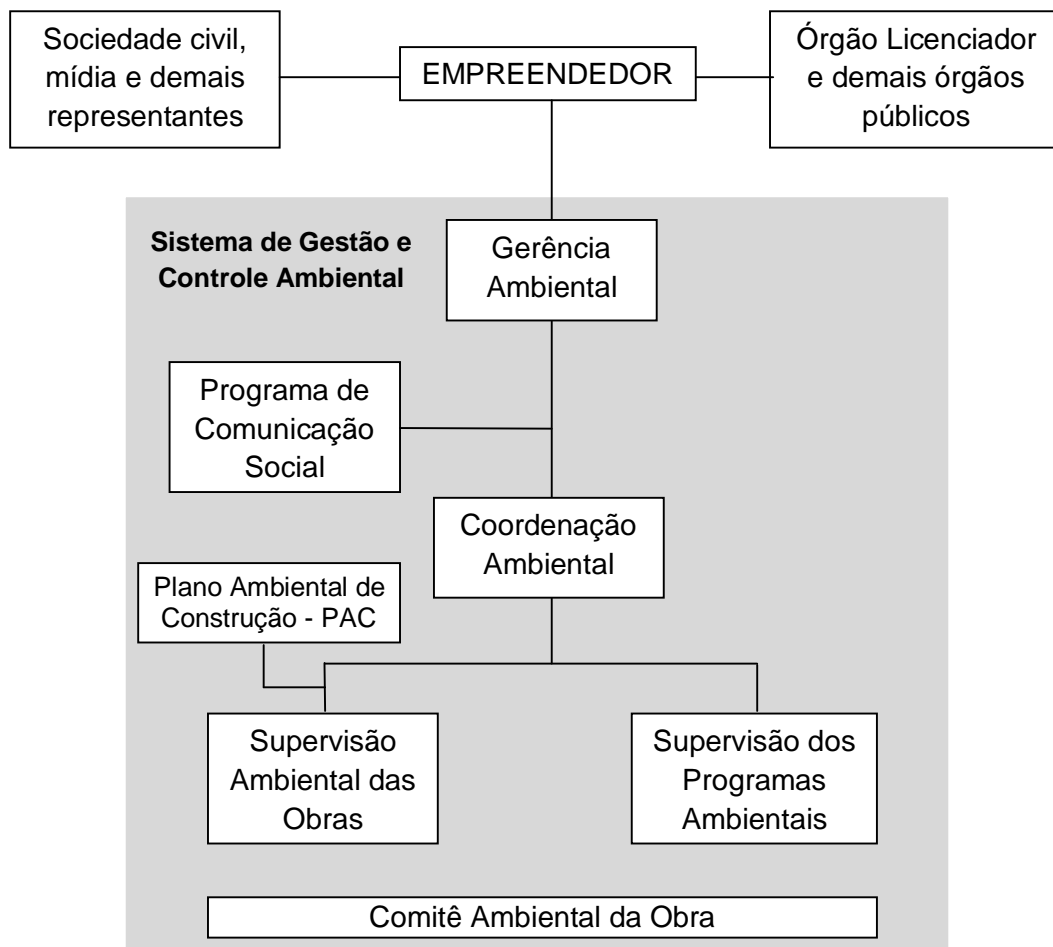 Sociedade civil,
mídia e demais
representantes
EMPREENDEDOR
Órgão Licenciador
e demais órgãos
públicos
Sistema de Gestão e
Controle Ambiental
Gerência
Ambiental
Programa de
Comunicação
Social
Coordenação
Ambiental
Plano Ambiental de
Construção - PAC
Supervisão
Ambiental das
Obras
Supervisão dos
Programas
Ambientais
Comitê Ambiental da Obra